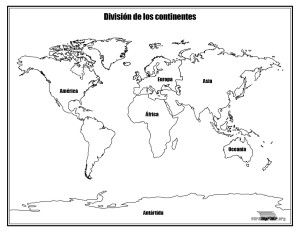 División de los continentes
Europa
Asia
América
África
Oceanía
Antártida